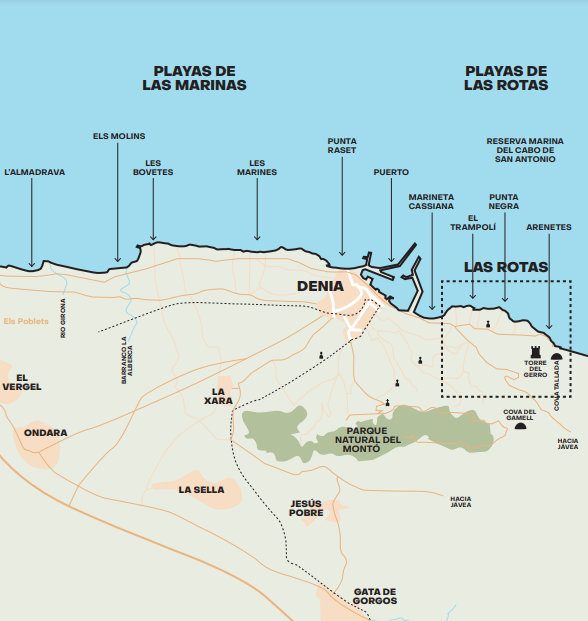 PLAYAS DE
LAS MARINAS
PLAYAS DE
LAS ROTAS
ELS MOLINS
L'ALMADRAVA
LES
BOVETES
LES
MARINES
PUNTA
RASET
PUERTO
RESERVA MARINA
DEL CABO DE
SAN ANTONIO
MARINETA
CASSIANA
EL
TRAMPOLÍ
PUNTA
NEGRA
ARENETES
LAS ROTAS
DENIA
Els Poblets
RIO GIRONA
BARRANCO LA
ALBERCA
EL
VERGEL
LA
XARA
ONDARA
TORRE
DEL
GERRO
COVA TALLADA
COVA DEL
GAMELL
PARQUE
NATURAL DEL
MONTÓ
HACIA
JÁVEA
LA SELLA
JESÚS
POBRE
HACIA
JÁVEA
GATA DE
GORGOS